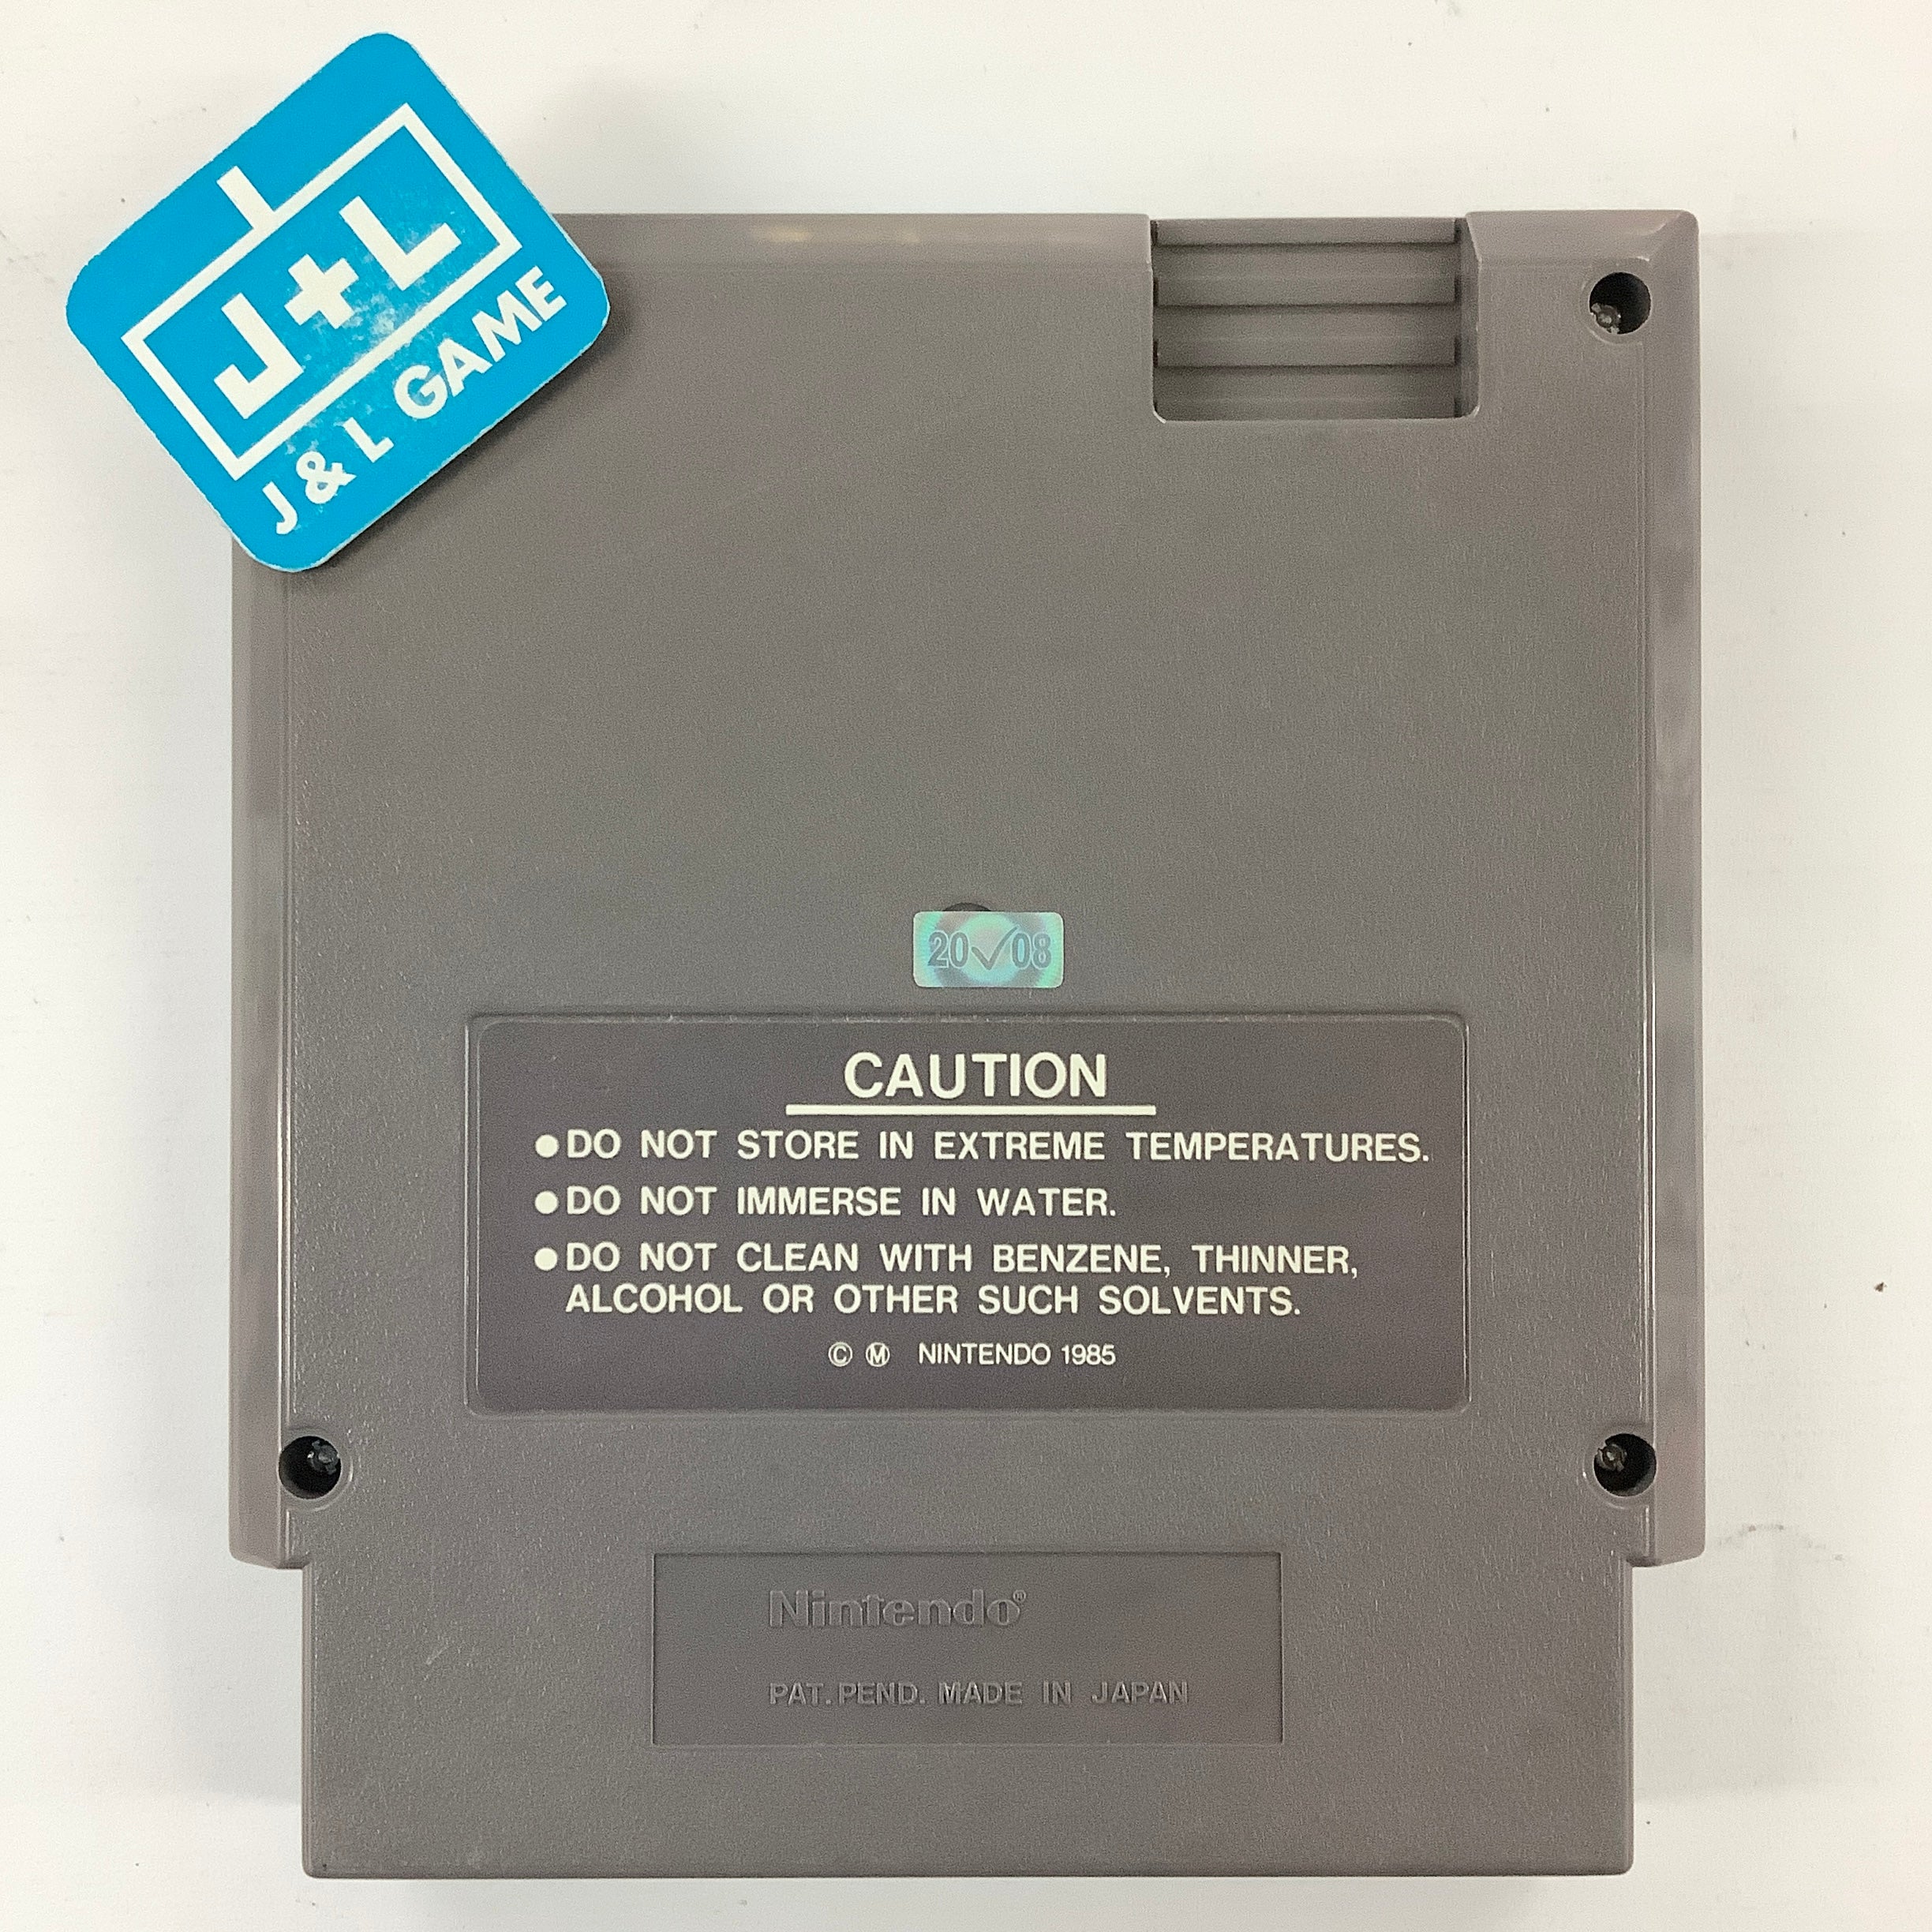 J+L
J & L GAME
20✓08
CAUTION
●DO NOT STORE IN EXTREME TEMPERATURES.
●DO NOT IMMERSE IN WATER.
●DO NOT CLEAN WITH BENZENE, THINNER,
ALCOHOL OR OTHER SUCH SOLVENTS.
Ⓒ Ⓜ NINTENDO 1985
Nintendo®
PAT. PEND. MADE IN JAPAN